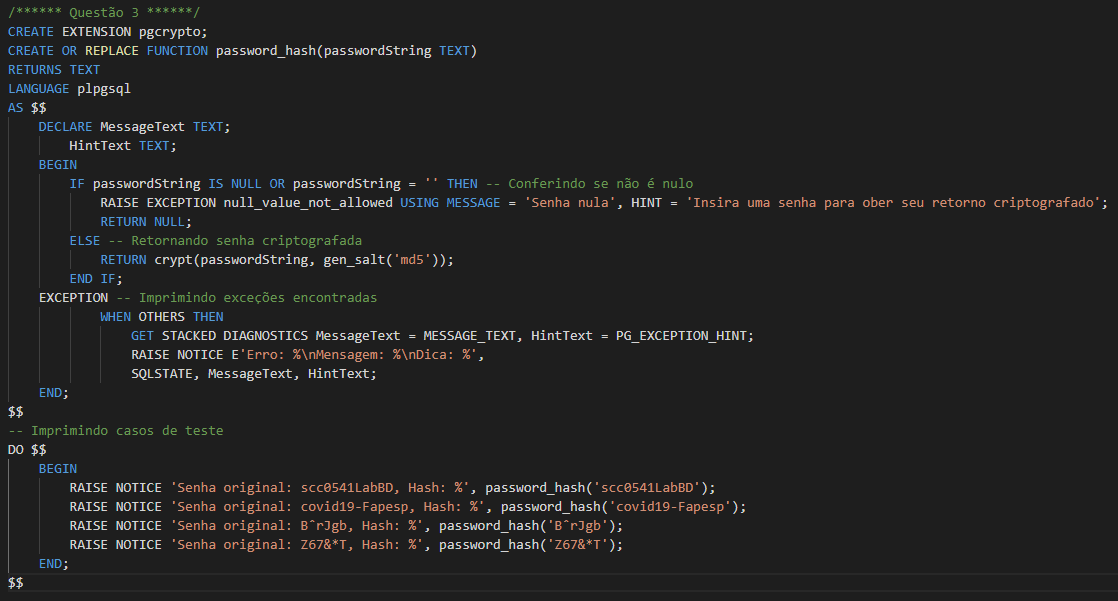 /****** Questão 3 ******/
CREATE EXTENSION pgcrypto;
CREATE OR REPLACE FUNCTION password_hash(passwordString TEXT)
RETURNS TEXT
LANGUAGE plpgsql
AS $$
    DECLARE MessageText TEXT;
        HintText TEXT;
    BEGIN
        IF passwordString IS NULL OR passwordString = '' THEN -- Conferindo se não é nulo
            RAISE EXCEPTION null_value_not_allowed USING MESSAGE = 'Senha nula', HINT = 'Insira uma senha para ober seu retorno criptografado';
            RETURN NULL;
        ELSE -- Retornando senha criptografada
            RETURN crypt(passwordString, gen_salt('md5'));
        END IF;
    EXCEPTION -- Imprimindo exceções encontradas
            WHEN OTHERS THEN
                GET STACKED DIAGNOSTICS MessageText = MESSAGE_TEXT, HintText = PG_EXCEPTION_HINT;
                RAISE NOTICE E'Erro: %\nMensagem: %\nDica: %',
                SQLSTATE, MessageText, HintText;
    END;
$$
-- Imprimindo casos de teste
DO $$
    BEGIN
        RAISE NOTICE 'Senha original: scc0541LabBD, Hash: %', password_hash('scc0541LabBD');
        RAISE NOTICE 'Senha original: covid19-Fapesp, Hash: %', password_hash('covid19-Fapesp');
        RAISE NOTICE 'Senha original: BˆrJgb, Hash: %', password_hash('BˆrJgb');
        RAISE NOTICE 'Senha original: Z67&*T, Hash: %', password_hash('Z67&*T');
    END;
$$